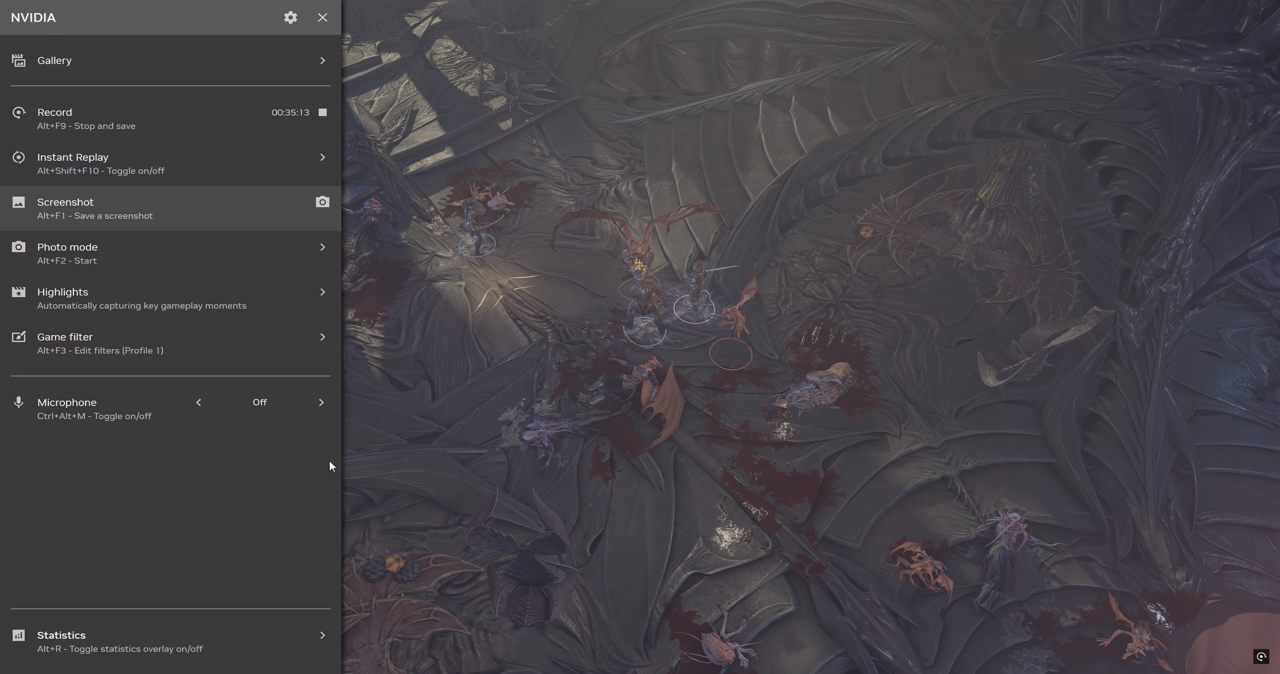 NVIDIA
Gallery
Record 00:35:13
Alt+F9 - Stop and save
Instant Replay
Alt+Shift+F10 - Toggle on/off
Screenshot
Alt+F1 - Save a screenshot
Photo mode
Alt+F2 - Start
Highlights
Automatically capturing key gameplay moments
Game filter
Alt+F3 - Edit filters (Profile 1)
Microphone Off
Ctrl+Alt+M - Toggle on/off
Statistics
Alt+R - Toggle statistics overlay on/off